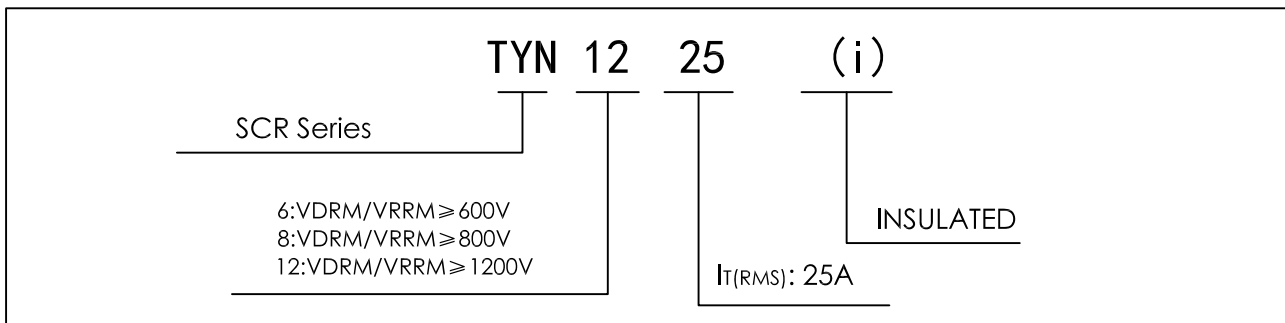 TYN 12 25 (i)
SCR Series
6:VDRM/VRRM≥600V
8:VDRM/VRRM≥800V
12:VDRM/VRRM≥1200V
IT(RMS): 25A
INSULATED